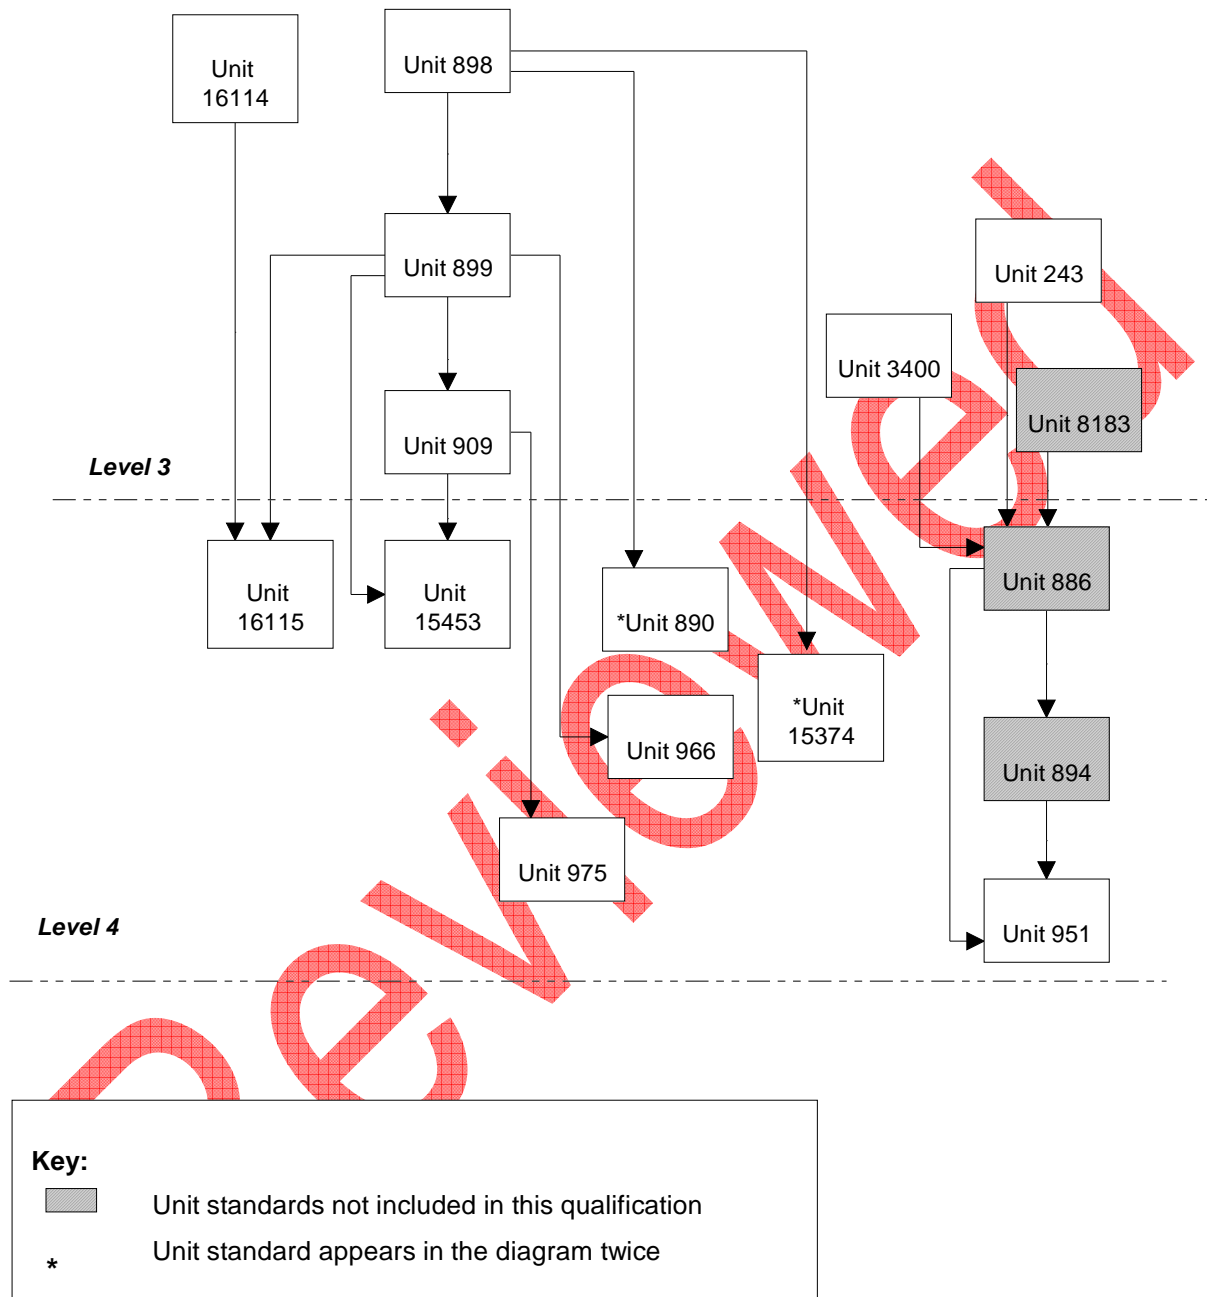 Unit
16114
Unit 898
Unit 899
Unit 243
Unit 3400
Unit 8183
Unit 909
Level 3
Unit
16115
Unit
15453
*Unit 890
Unit 886
*Unit
15374
Unit 966
Unit 894
Unit 975
Level 4
Unit 951
Reviewed
Key:
Unit standards not included in this qualification
* Unit standard appears in the diagram twice